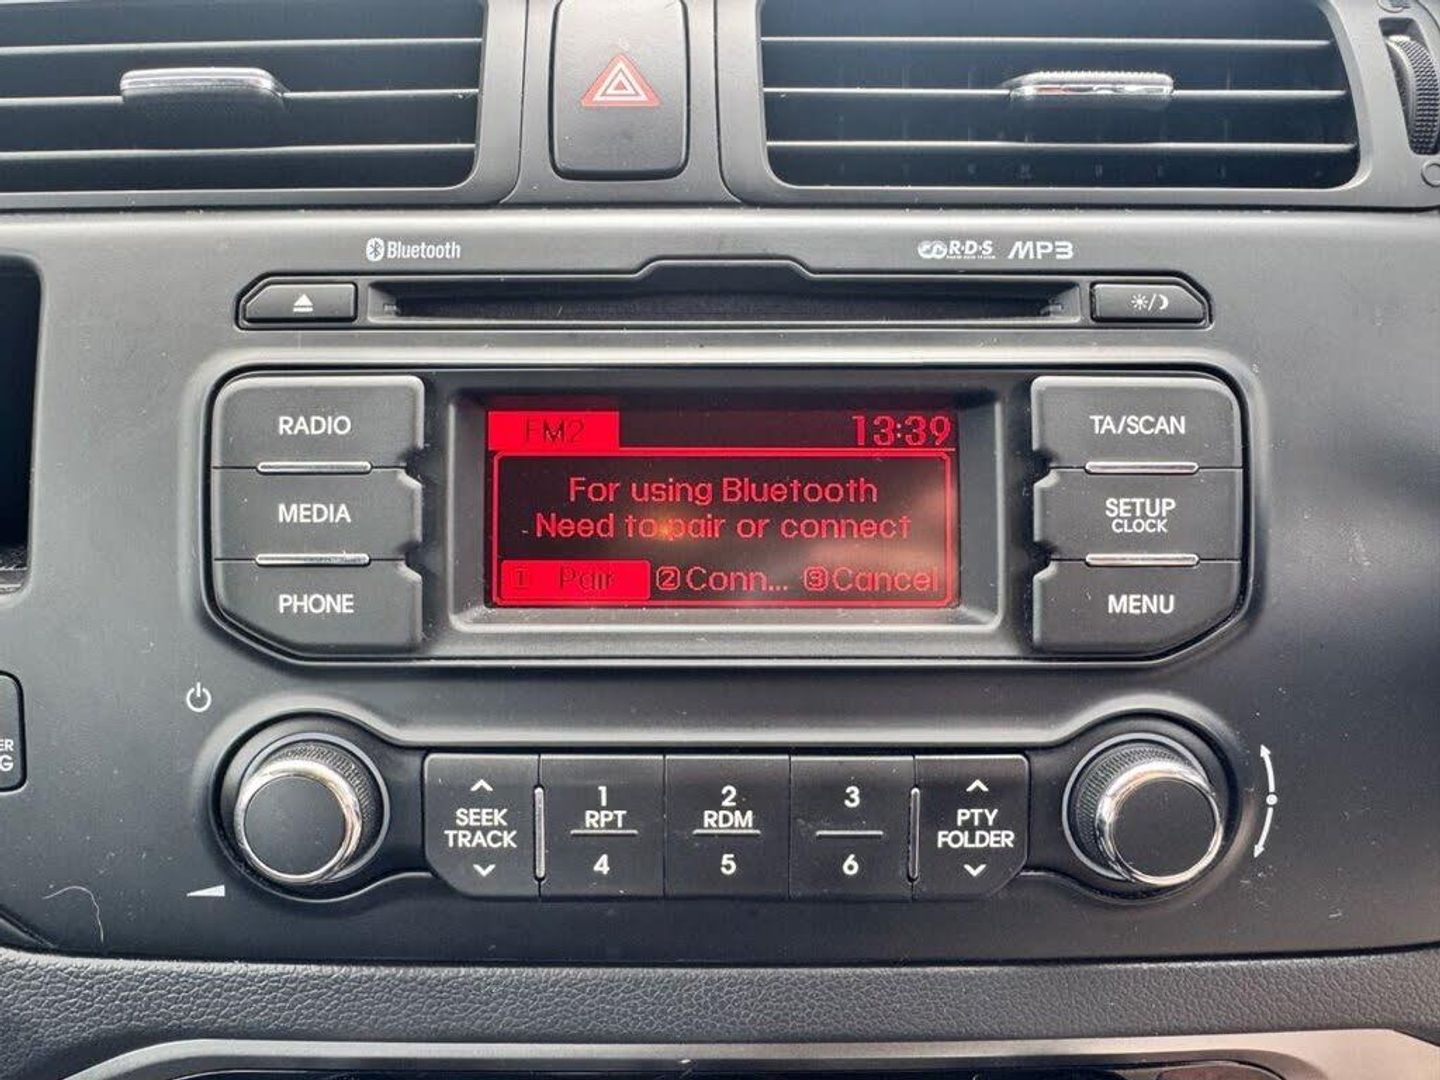 Bluetooth
R·D·S MP3
RADIO
MEDIA
PHONE
FM2 13:39
For using Bluetooth
Need to pair or connect
1 Pair 2 Conn... 3 Cancel
TA/SCAN
SETUP
CLOCK
MENU
SEEK
TRACK
1
RPT
4
2
RDM
5
3
6
PTY
FOLDER
ER
G